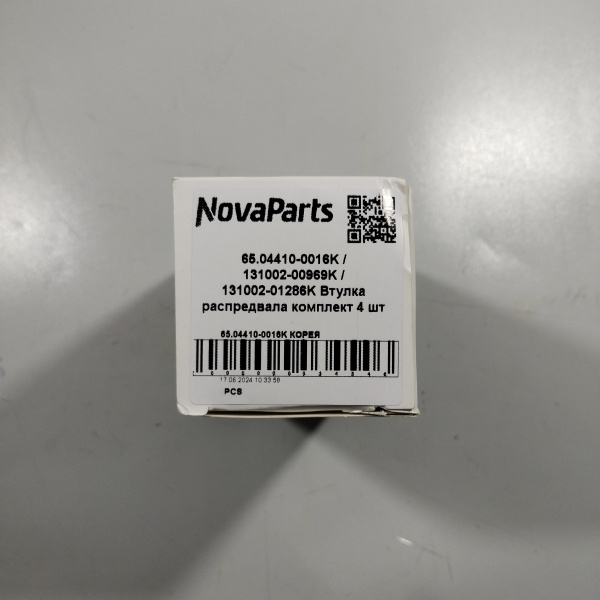 NovaParts
65.04410-0016K /
131002-00969K /
131002-01286K Втулка
распредвала комплект 4 шт
65.04410-0016K КОРЕЯ
17.06.2024 10:33:58
PCS